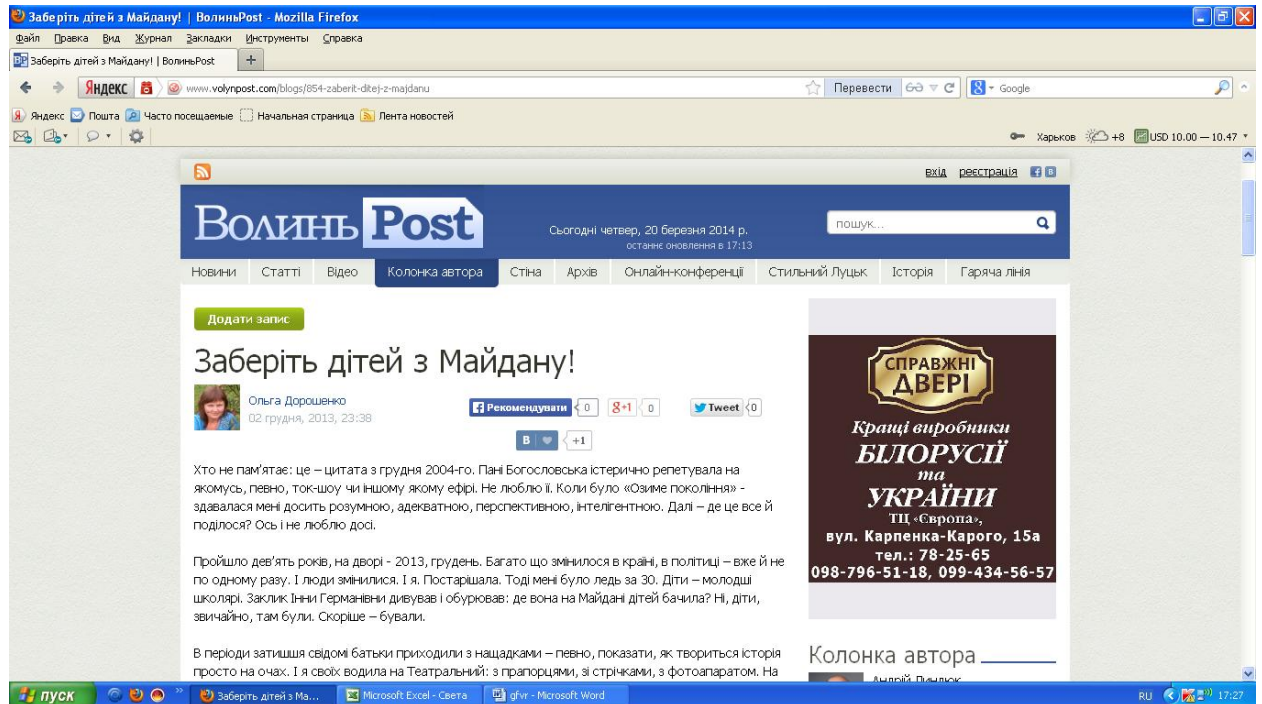 Заберіть дітей з Майдану! | ВолиньPost - Mozilla Firefox
Файл Правка Вид Журнал Закладки Инструменты Справка
Заберіть дітей з Майдану! | ВолиньPost +
Яндекс www.volynpost.com/blogs/854-zaberit-ditej-z-majdanu Перевести Google
Яндекс Почта Часто посещаемые Начальная страница Лента новостей
Харьков +8 USD 10.00 — 10.47
вхід реєстрація
Волинь Post
Сьогодні четвер, 20 березня 2014 р.
останнє оновлення в 17:13
пошук...
Новини Статті Відео Колонка автора Стіна Архів Онлайн-конференції Стильний Луцьк Історія Гаряча лінія
Додати запис
Заберіть дітей з Майдану!
Ольга Дорошенко
02 грудня, 2013, 23:38
Рекомендувати 0 8+1 0 Tweet 0
В +1
Хто не пам'ятає: це – цитата з грудня 2004-го. Пані Богословська істерично репетувала на
якомусь, певно, ток-шоу чи іншому якому ефірі. Не люблю її. Коли було «Озиме покоління» -
здавалася мені досить розумною, адекватною, перспективною, інтелігентною. Далі – де це все й
поділося? Ось і не люблю досі.
Пройшло дев'ять років, на дворі - 2013, грудень. Багато що змінилося в країні, в політиці – вже й не
по одному разу. І люди змінилися. І я. Постарішала. Тоді мені було ледь за 30. Діти – молодші
школярі. Заклик Інни Германівни дивував і обурював: де вона на Майдані дітей бачила? Ні, діти,
звичайно, там були. Скоріше – бували.
В періоди затишшя свідомі батьки приходили з нащадками – певно, показати, як твориться історія
просто на очах. І я своїх водила на Театральний: з прапорцями, зі стрічками, з фотоапаратом. На
СПРАВЖНІ
ДВЕРІ
Кращі виробники
БІЛОРУСІЇ
та
УКРАЇНИ
ТЦ «Європа»,
вул. Карпенка-Карого, 15а
тел.: 78-
25-65
098-796-51-18, 099-434-56-57
Колонка автора
Андрій Линдюк
пуск Заберіть дітей з Ма... Microsoft Excel - Света gfvr - Microsoft Word RU 17:27